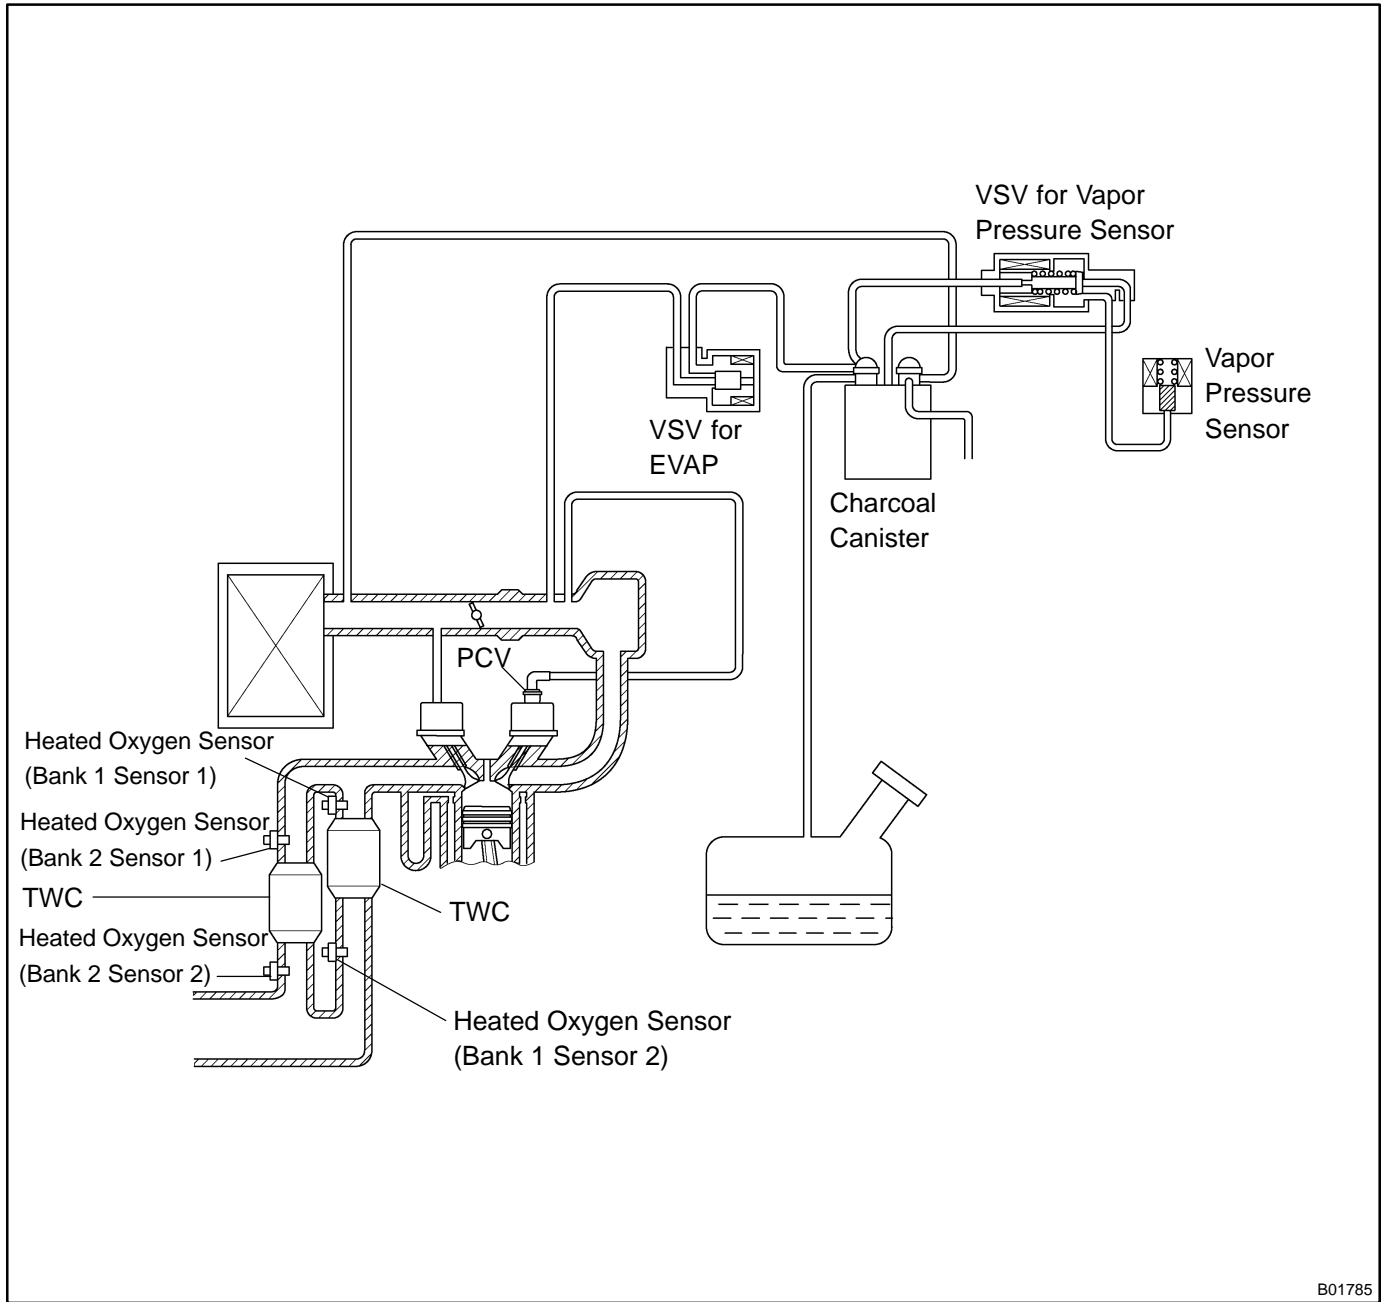 VSV for Vapor
Pressure Sensor
Vapor
Pressure
Sensor
VSV for
EVAP
Charcoal
Canister
PCV
Heated Oxygen Sensor
(Bank 1 Sensor 1)
Heated Oxygen Sensor
(Bank 2 Sensor 1)
TWC
TWC
Heated Oxygen Sensor
(Bank 2 Sensor 2)
Heated Oxygen Sensor
(Bank 1 Sensor 2)
B01785